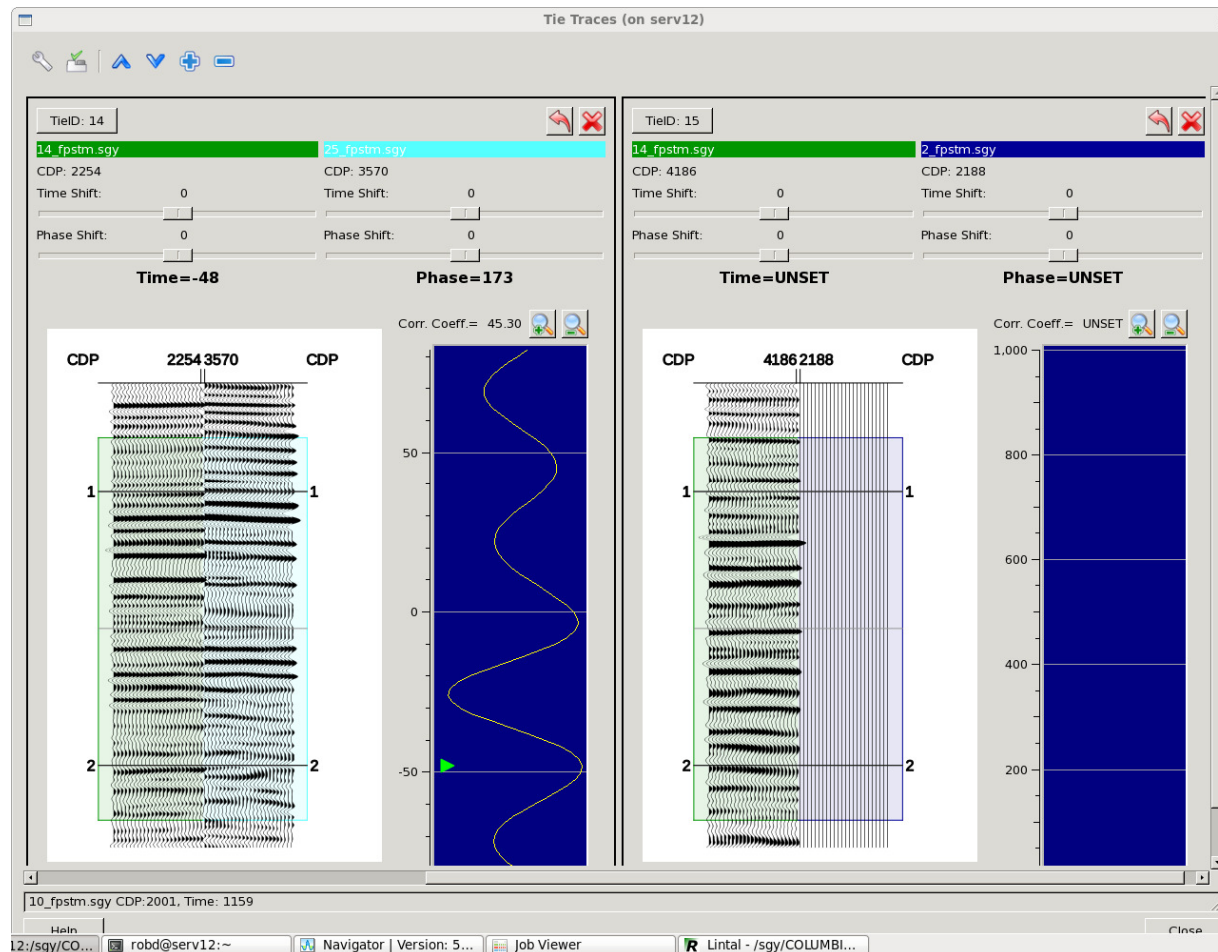 Tie Traces (on serv12)
TieID: 14
14_fpstm.sgy 25_fpstm.sgy
CDP: 2254 CDP: 3570
Time Shift: 0 Time Shift: 0
Phase Shift: 0 Phase Shift: 0
Time=-48 Phase=173
Corr. Coeff.= 45.30
CDP 2254 3570 CDP
50
1 1
0
2 2
-50
TieID: 15
14_fpstm.sgy 2_fpstm.sgy
CDP: 4186 CDP: 2188
Time Shift: 0 Time Shift: 0
Phase Shift: 0 Phase Shift: 0
Time=UNSET Phase=UNSET
Corr. Coeff.= UNSET
1,000
CDP 4186 2188 CDP
800
1 1
600
400
2 2
200
10_fpstm.sgy CDP:2001, Time: 1159
Help Close
12:/sgy/CO... robd@serv12:~ Navigator | Version: 5... Job Viewer R Lintal - /sgy/COLUMBI...